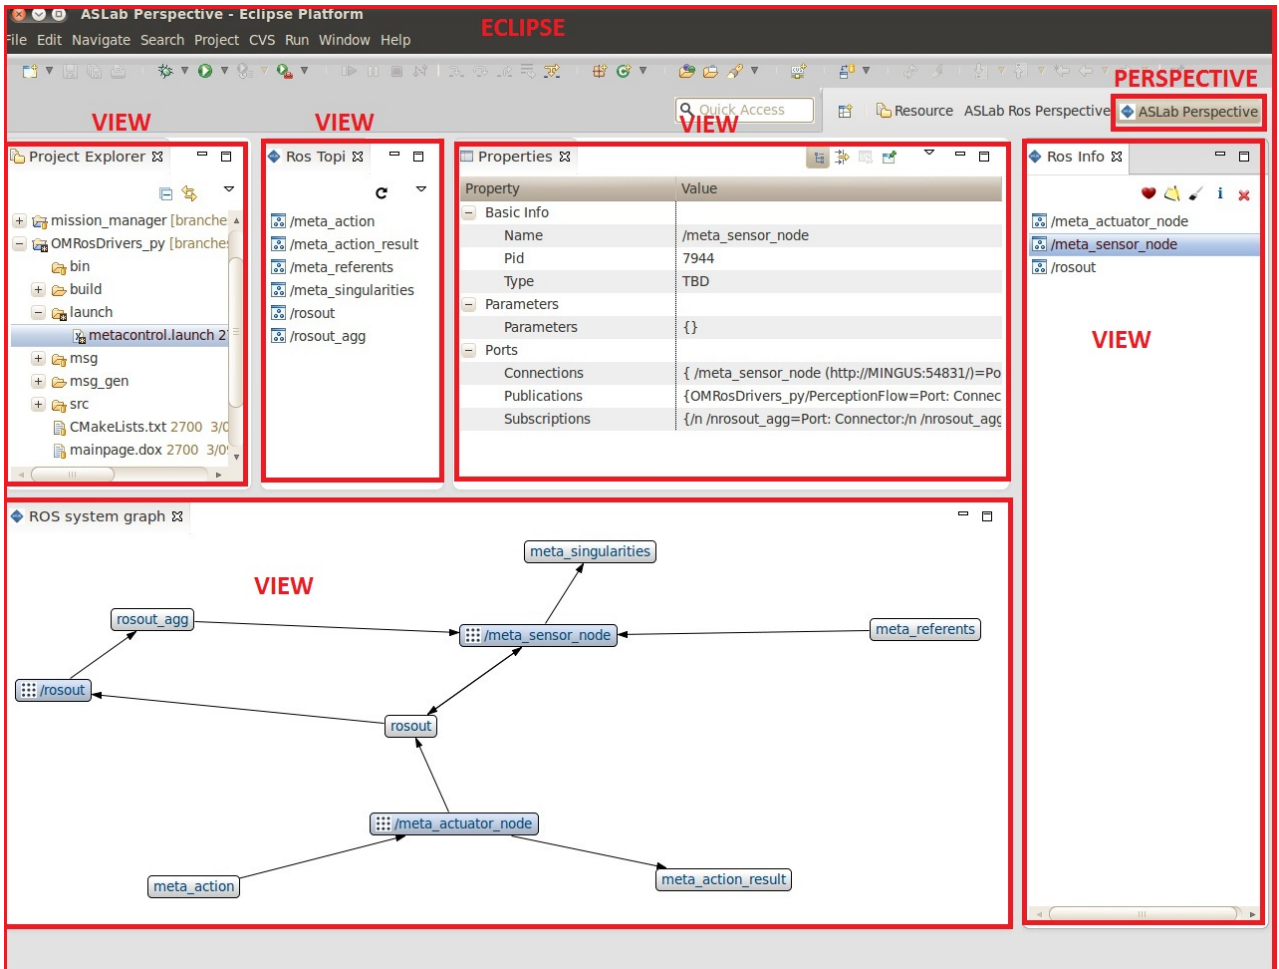 ASLab Perspective - Eclipse Platform
ECLIPSE
File Edit Navigate Search Project CVS Run Window Help
PERSPECTIVE
Quick Access
Resource ASLab Ros Perspective ASLab Perspective
VIEW VIEW VIEW
Project Explorer
mission_manager [branche
OMRosDrivers_py [branches
bin
build
launch
metacontrol.launch 2
msg
msg_gen
src
CMakeLists.txt 2700 3/0
mainpage.dox 2700 3/0
Ros Topi
/meta_action
/meta_action_result
/meta_referents
/meta_singularities
/rosout
/rosout_agg
Properties
Property Value
Basic Info
Name /meta_sensor_node
Pid 7944
Type TBD
Parameters
Parameters {}
Ports
Connections { /meta_sensor_node (http://MINGUS:54831/)=Po
Publications {OMRosDrivers_py/PerceptionFlow=Port: Connec
Subscriptions {/n /nrosout_agg=Port: Connector:/n /nrosout_agg
Ros Info
/meta_actuator_node
/meta_sensor_node
/rosout
VIEW
ROS system graph
VIEW
meta_singularities
rosout_agg
/meta_sensor_node
meta_referents
/rosout
rosout
/meta_actuator_node
meta_action
meta_action_result